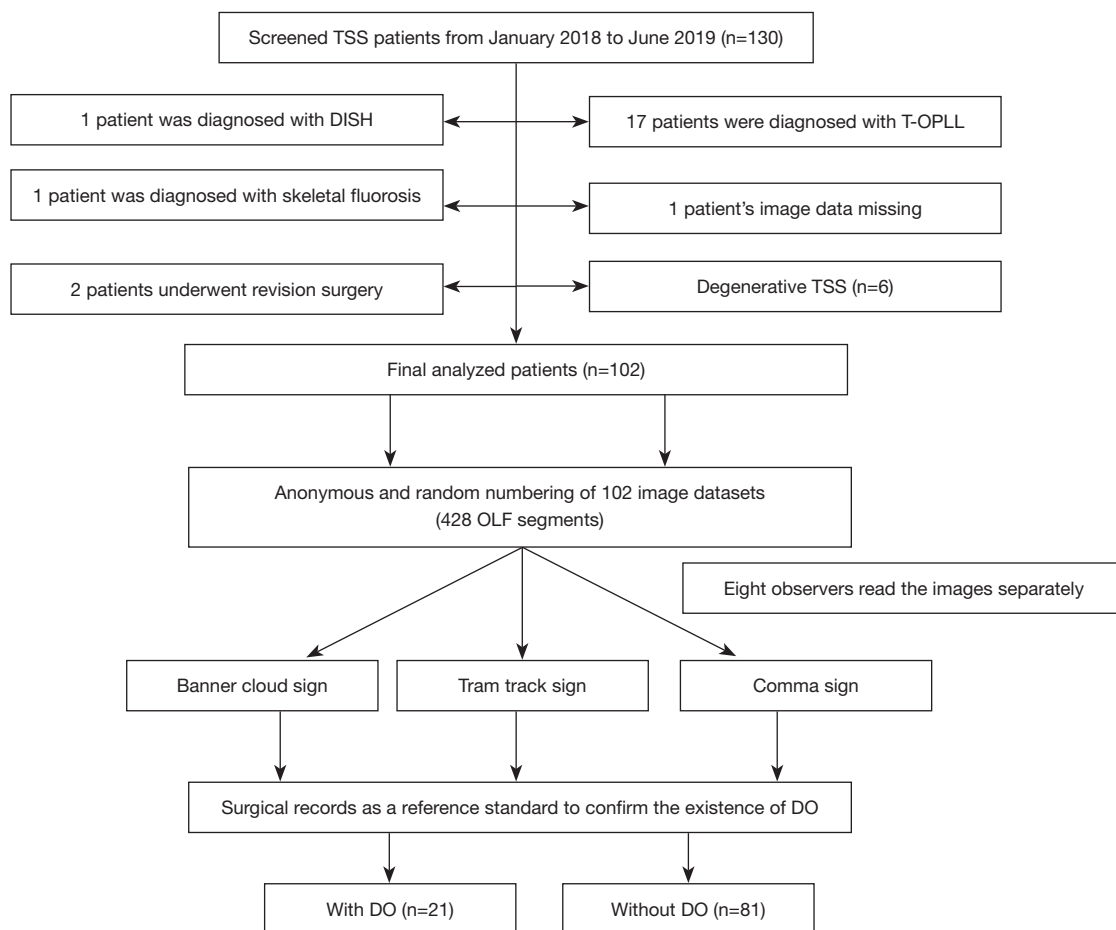 Screened TSS patients from January 2018 to June 2019 (n=130)
1 patient was diagnosed with DISH
17 patients were diagnosed with T-OPLL
1 patient was diagnosed with skeletal fluorosis
1 patient’s image data missing
2 patients underwent revision surgery
Degenerative TSS (n=6)
Final analyzed patients (n=102)
Anonymous and random numbering of 102 image datasets
(428 OLF segments)
Eight observers read the images separately
Banner cloud sign
Tram track sign
Comma sign
Surgical records as a reference standard to confirm the existence of DO
With DO (n=21)
Without DO (n=81)